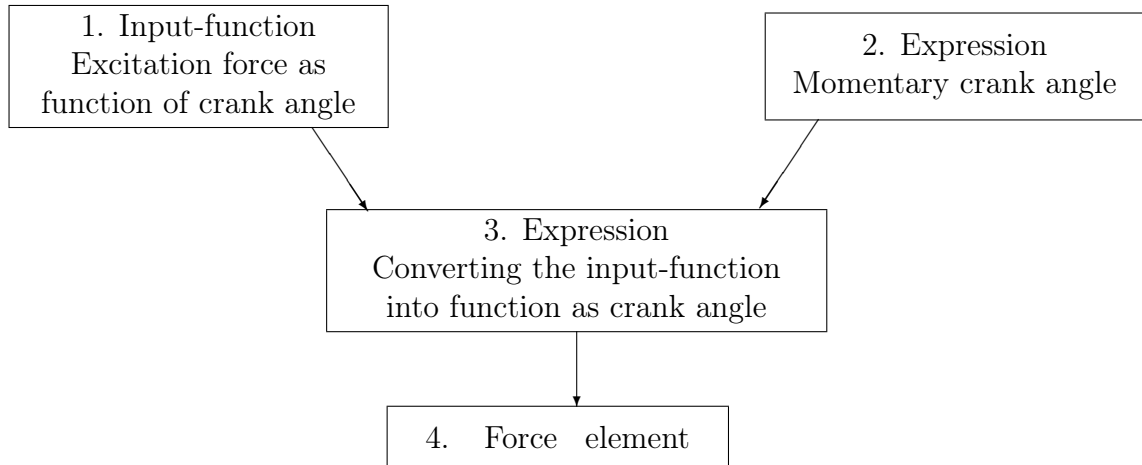 1. Input-function
Excitation force as
function of crank angle
2. Expression
Momentary crank angle
3. Expression
Converting the input-function
into function as crank angle
4. Force element